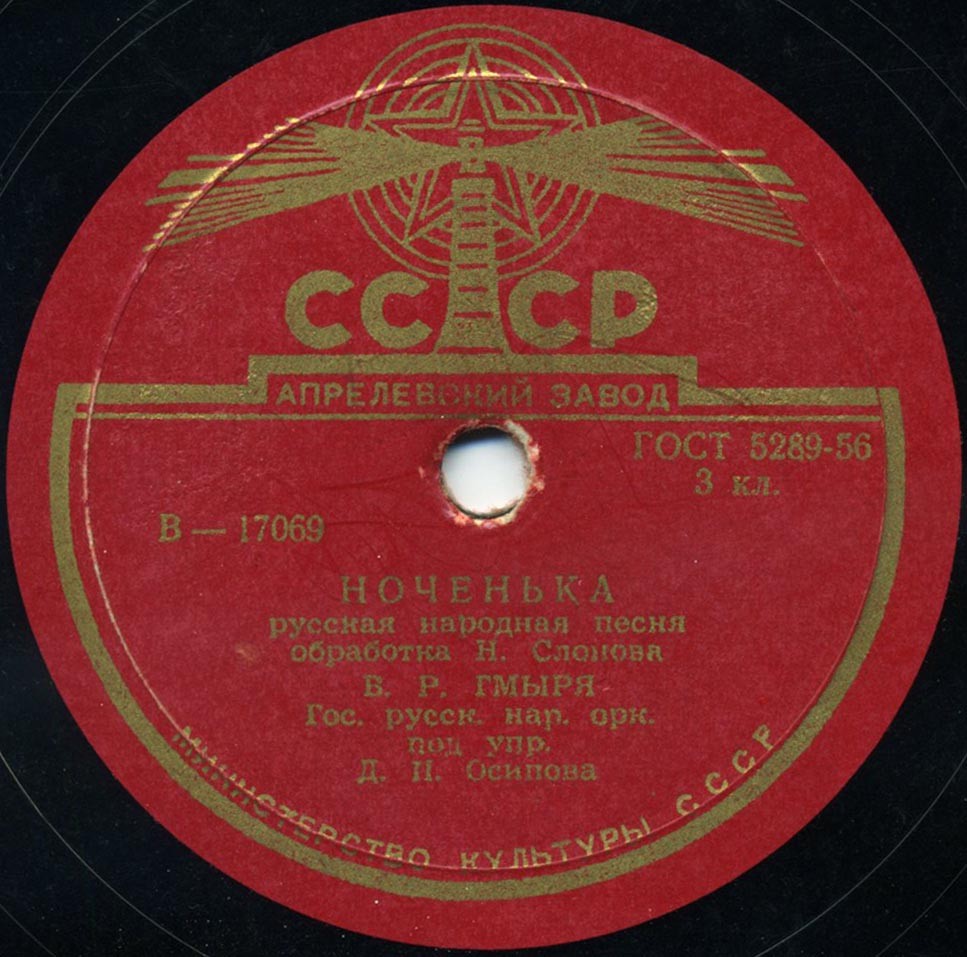 СССР
АПРЕЛЕВСКИЙ ЗАВОД
ГОСТ 5289-56
3 кл.
В — 17069
НОЧЕНЬКА
русская народная песня
обработка Н. Слонова
Б. Р. ГМЫРЯ
Гос. русск. нар. орк.
под упр.
Д. П. Осипова
МИНИСТЕРСТВО КУЛЬТУРЫ СССР